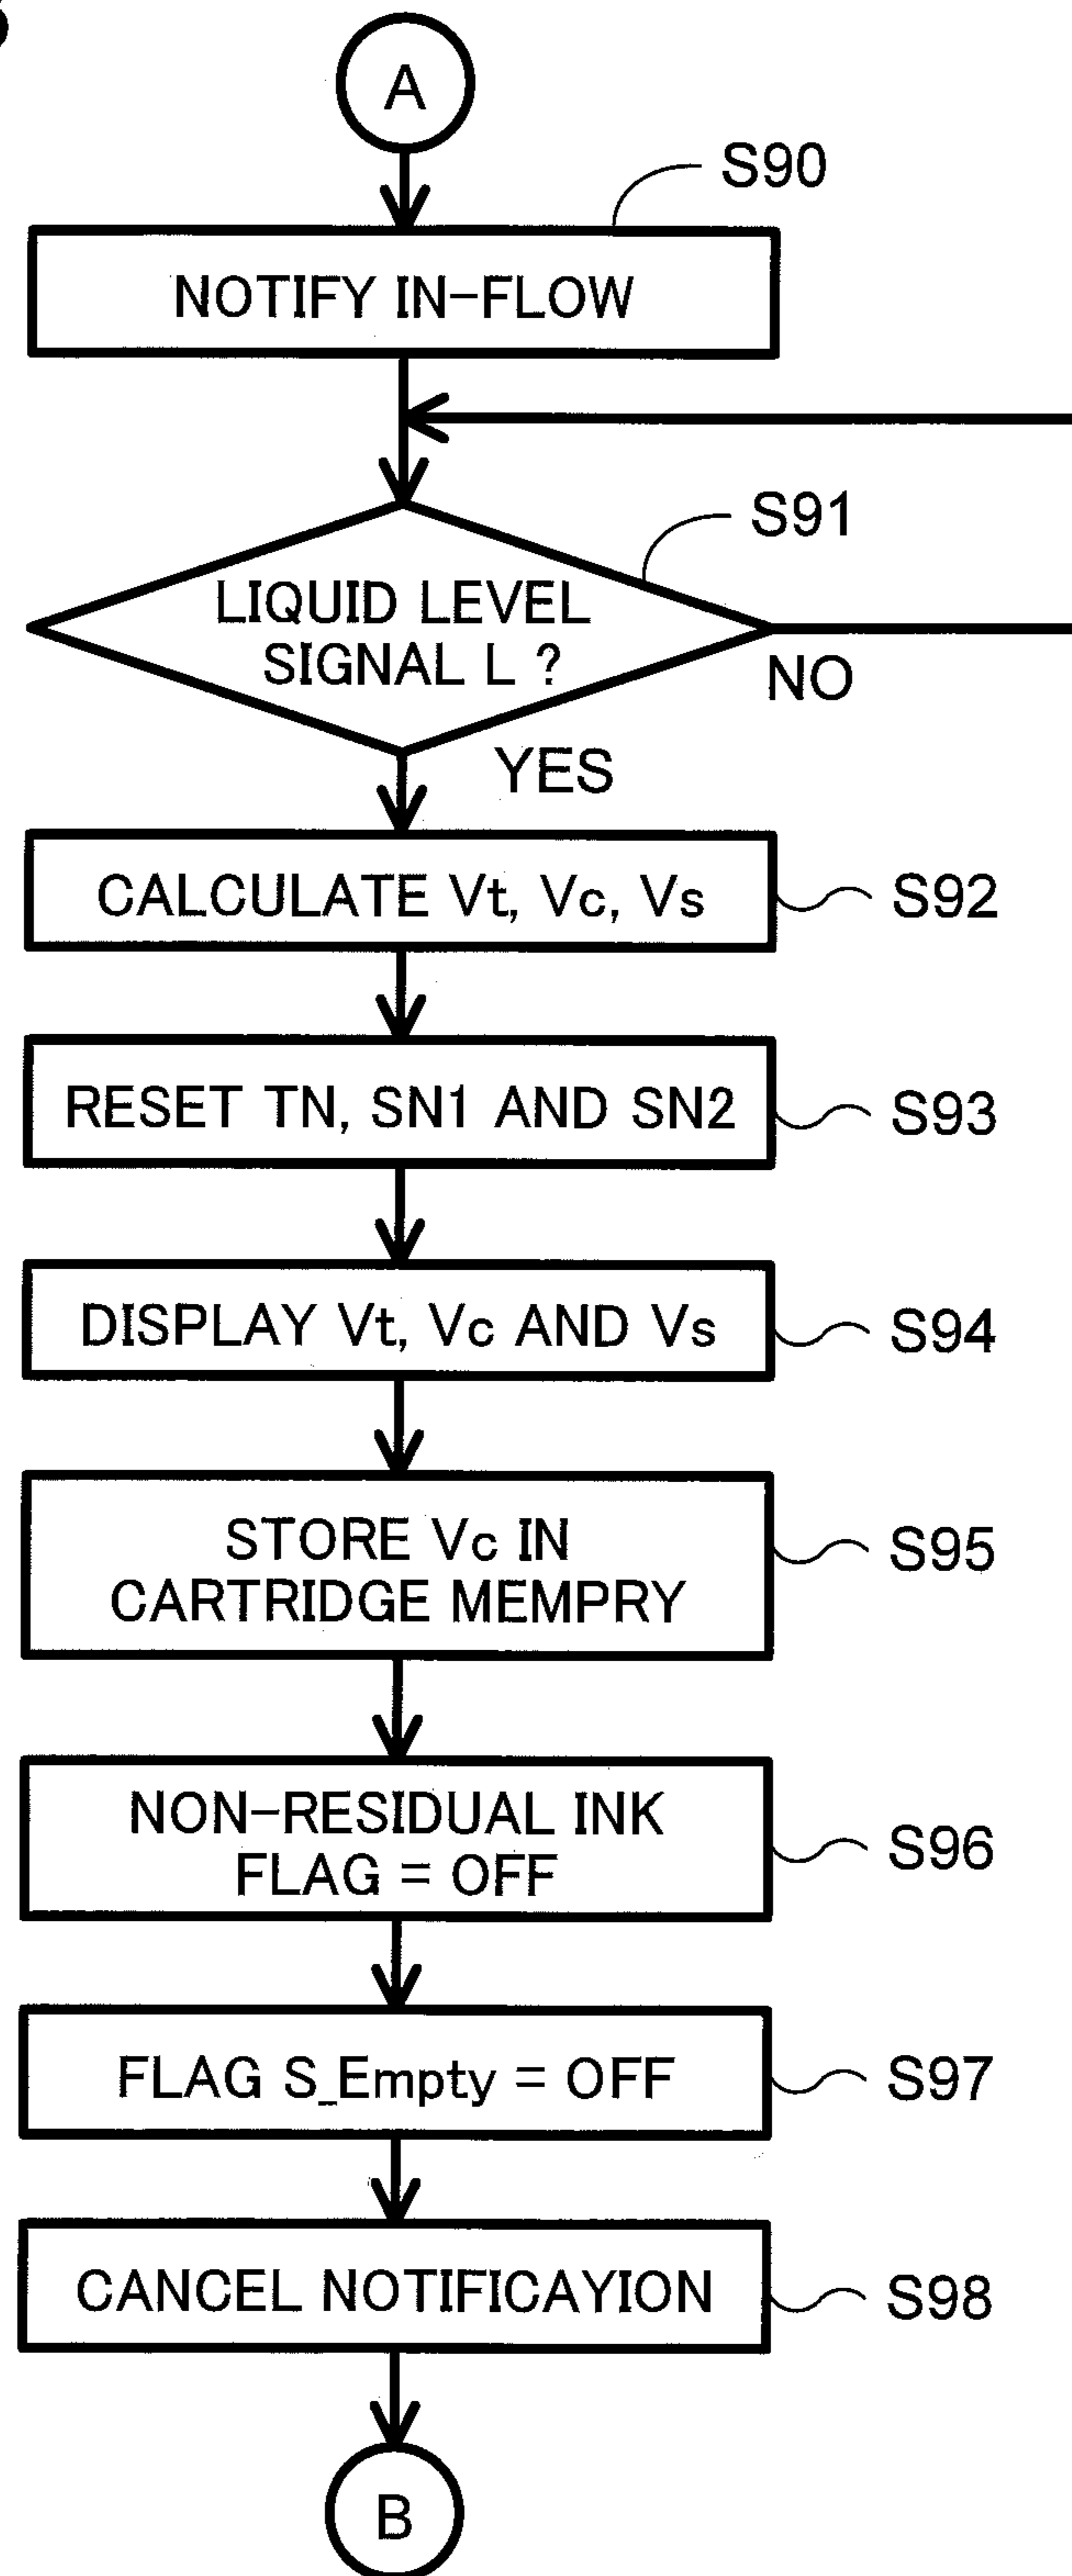 A
S90
NOTIFY IN-FLOW
S91
LIQUID LEVEL
SIGNAL L ?
NO
YES
CALCULATE Vt, Vc, Vs
S92
RESET TN, SN1 AND SN2
S93
DISPLAY Vt, Vc AND Vs
S94
STORE Vc IN
CARTRIDGE MEMPRY
S95
NON-RESIDUAL INK
FLAG = OFF
S96
FLAG S_Empty = OFF
S97
CANCEL NOTIFICAYION
S98
B